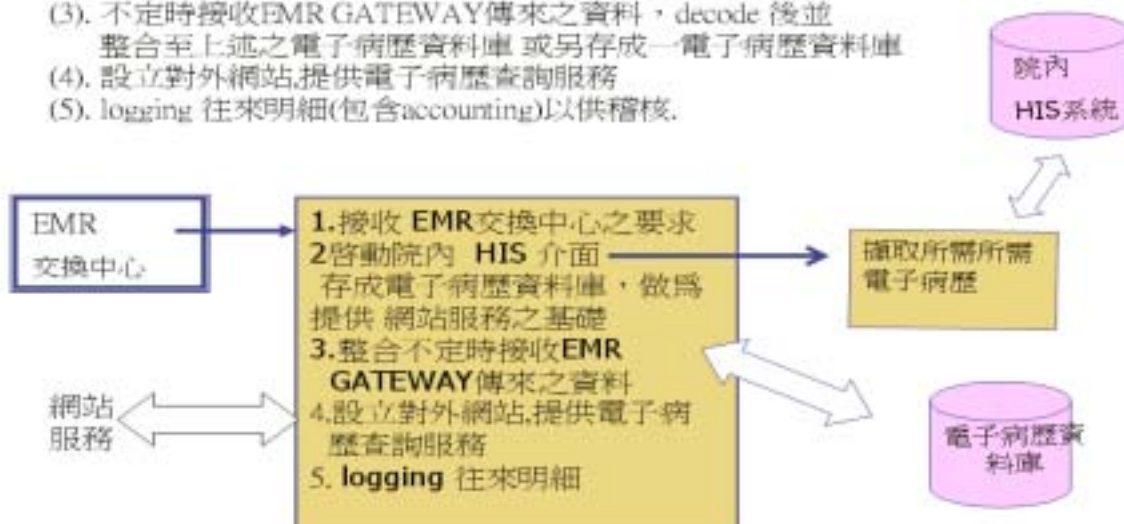 (3). 不定時接收EMR GATEWAY傳來之資料，decode 後並
整合至上述之電子病歷資料庫 或另存成一電子病歷資料庫
(4). 設立對外網站,提供電子病歷查詢服務
(5). logging 往來明細(包含accounting)以供稽核.
院內
HIS系統
EMR
交換中心
1.接收 EMR交換中心之要求
2啓動院內 HIS 介面
存成電子病歷資料庫，做爲
提供 網站服務之基礎
3.整合不定時接收EMR
GATEWAY傳來之資料
4.設立對外網站,提供電子病
歷查詢服務
5. logging 往來明細
擷取所需所需
電子病歷
網站
服務
電子病歷資
料庫